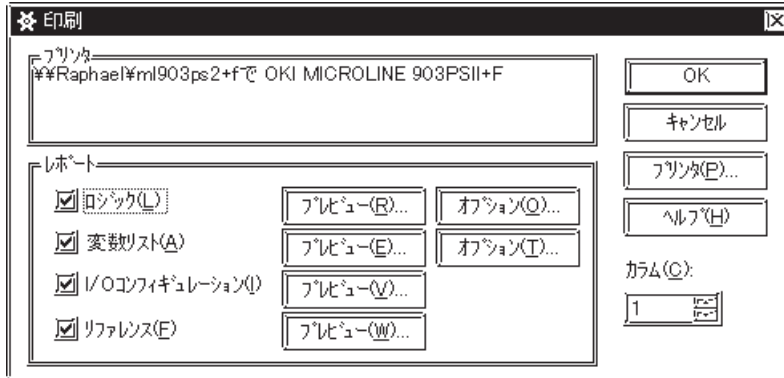 印刷
プリンタ
¥¥Raphael¥ml903ps2+fで OKI MICROLINE 903PSII+F
OK
キャンセル
プリンタ(P)...
ヘルプ(H)
レポート
ロジック(L) プレビュー(R)... オプション(O)...
変数リスト(A) プレビュー(E)... オプション(T)...
I/Oコンフィギュレーション(I) プレビュー(V)...
リファレンス(F) プレビュー(W)...
カラム(C):
1